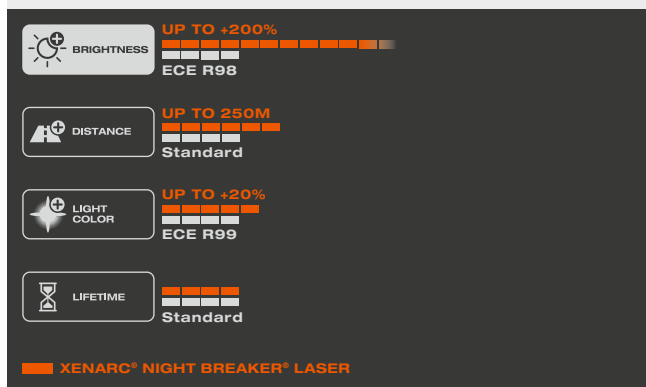 UP TO +200%
BRIGHTNESS
ECE R98
UP TO 250M
DISTANCE
Standard
UP TO +20%
LIGHT
COLOR
ECE R99
LIFETIME
Standard
XENARC® NIGHT BREAKER® LASER